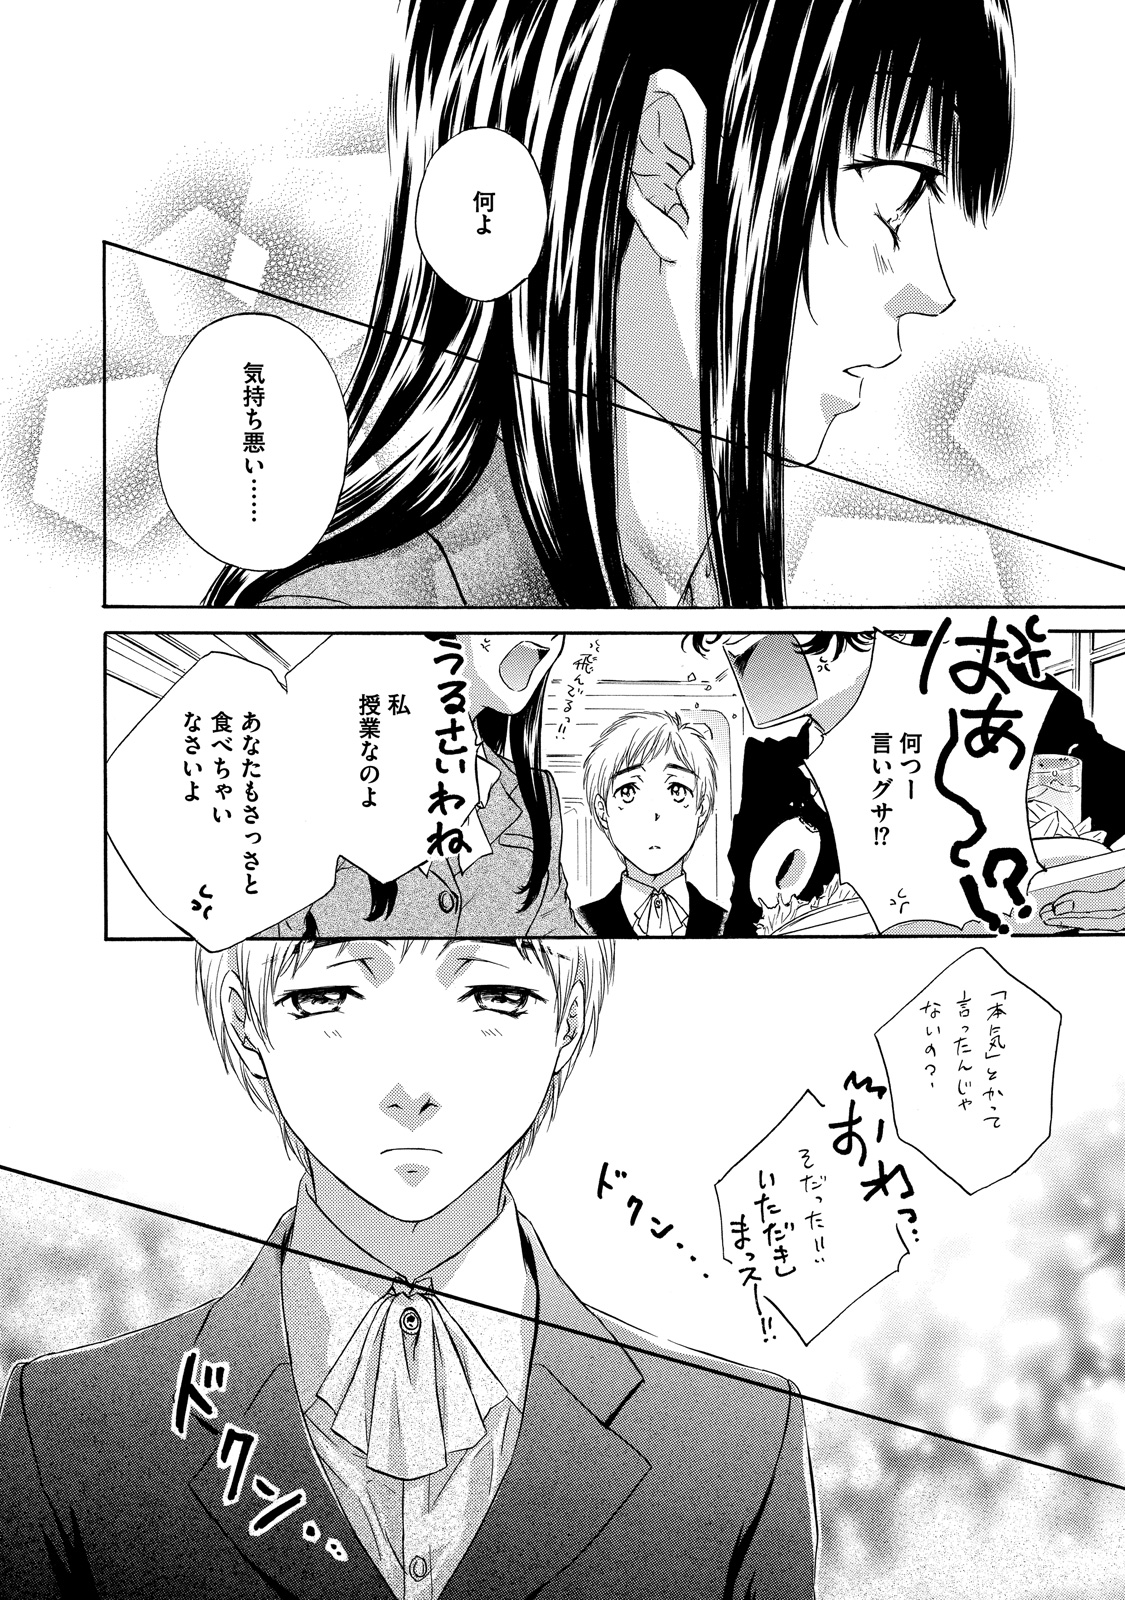 何よ
気持ち悪い……
はあ～～!?
何つー
言いグサ!?
飛んでるっ!!
うるさいわね
私
授業なのよ
あなたもさっさと
食べちゃい
なさいよ
「本気」とかって
言ったんじゃ
ないの?
おーわっ…
そだった!!
いただき
まっスー!!
ドクン・・
ドクン・・